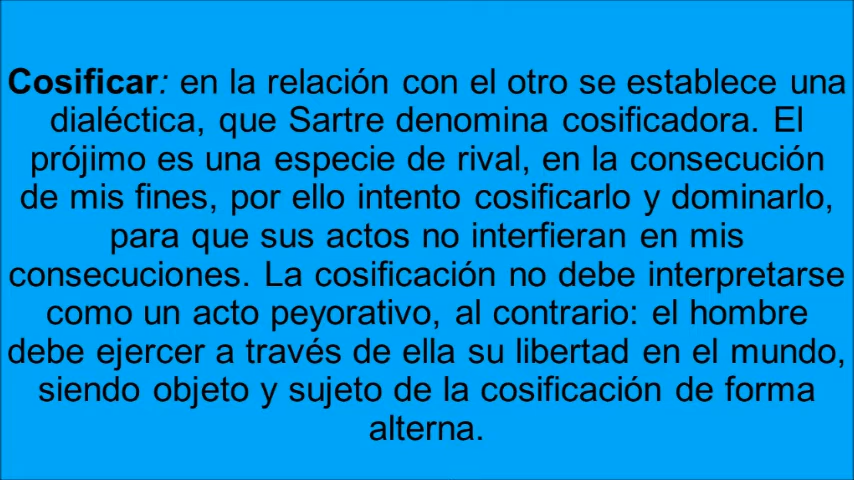 Cosificar: en la relación con el otro se establece una
dialéctica, que Sartre denomina cosificadora. El
prójimo es una especie de rival, en la consecución
de mis fines, por ello intento cosificarlo y dominarlo,
para que sus actos no interfieran en mis
consecuciones. La cosificación no debe interpretarse
como un acto peyorativo, al contrario: el hombre
debe ejercer a través de ella su libertad en el mundo,
siendo objeto y sujeto de la cosificación de forma
alterna.